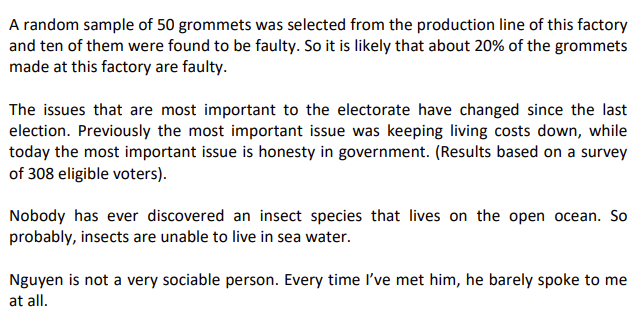 A random sample of 50 grommets was selected from the production line of this factory
and ten of them were found to be faulty. So it is likely that about 20% of the grommets
made at this factory are faulty.
The issues that are most important to the electorate have changed since the last
election. Previously the most important issue was keeping living costs down, while
today the most important issue is honesty in government. (Results based on a survey
of 308 eligible voters).
Nobody has ever discovered an insect species that lives on the open ocean. So
probably, insects are unable to live in sea water.
Nguyen is not a very sociable person. Every time I’ve met him, he barely spoke to me
at all.